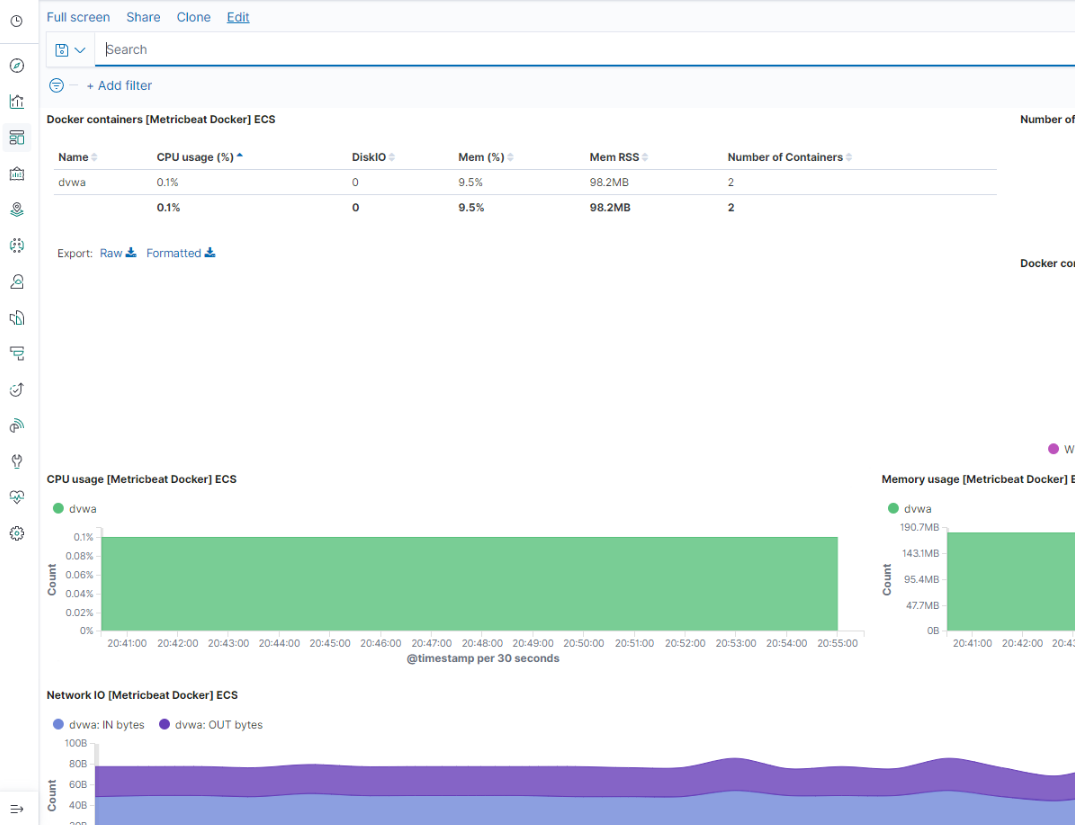 Full screen Share Clone Edit
Search
+ Add filter
Docker containers [Metricbeat Docker] ECS
Number of
Name CPU usage (%) DiskIO Mem (%) Mem RSS Number of Containers
dvwa 0.1% 0 9.5% 98.2MB 2
0.1% 0 9.5% 98.2MB 2
Export: Raw Formatted
Docker con
W
CPU usage [Metricbeat Docker] ECS
dvwa
0.1%
0.08%
0.06%
0.04%
0.02%
0%
Count
20:41:00 20:42:00 20:43:00 20:44:00 20:45:00 20:46:00 20:47:00 20:48:00 20:49:00 20:50:00 20:51:00 20:52:00 20:53:00 20:54:00 20:55:00
@timestamp per 30 seconds
Memory usage [Metricbeat Docker] E
dvwa
190.7MB
143.1MB
95.4MB
47.7MB
0B
Count
20:41:00 20:42:00 20:43
Network IO [Metricbeat Docker] ECS
dvwa: IN bytes dvwa: OUT bytes
100B
80B
60B
40B
20B
Count